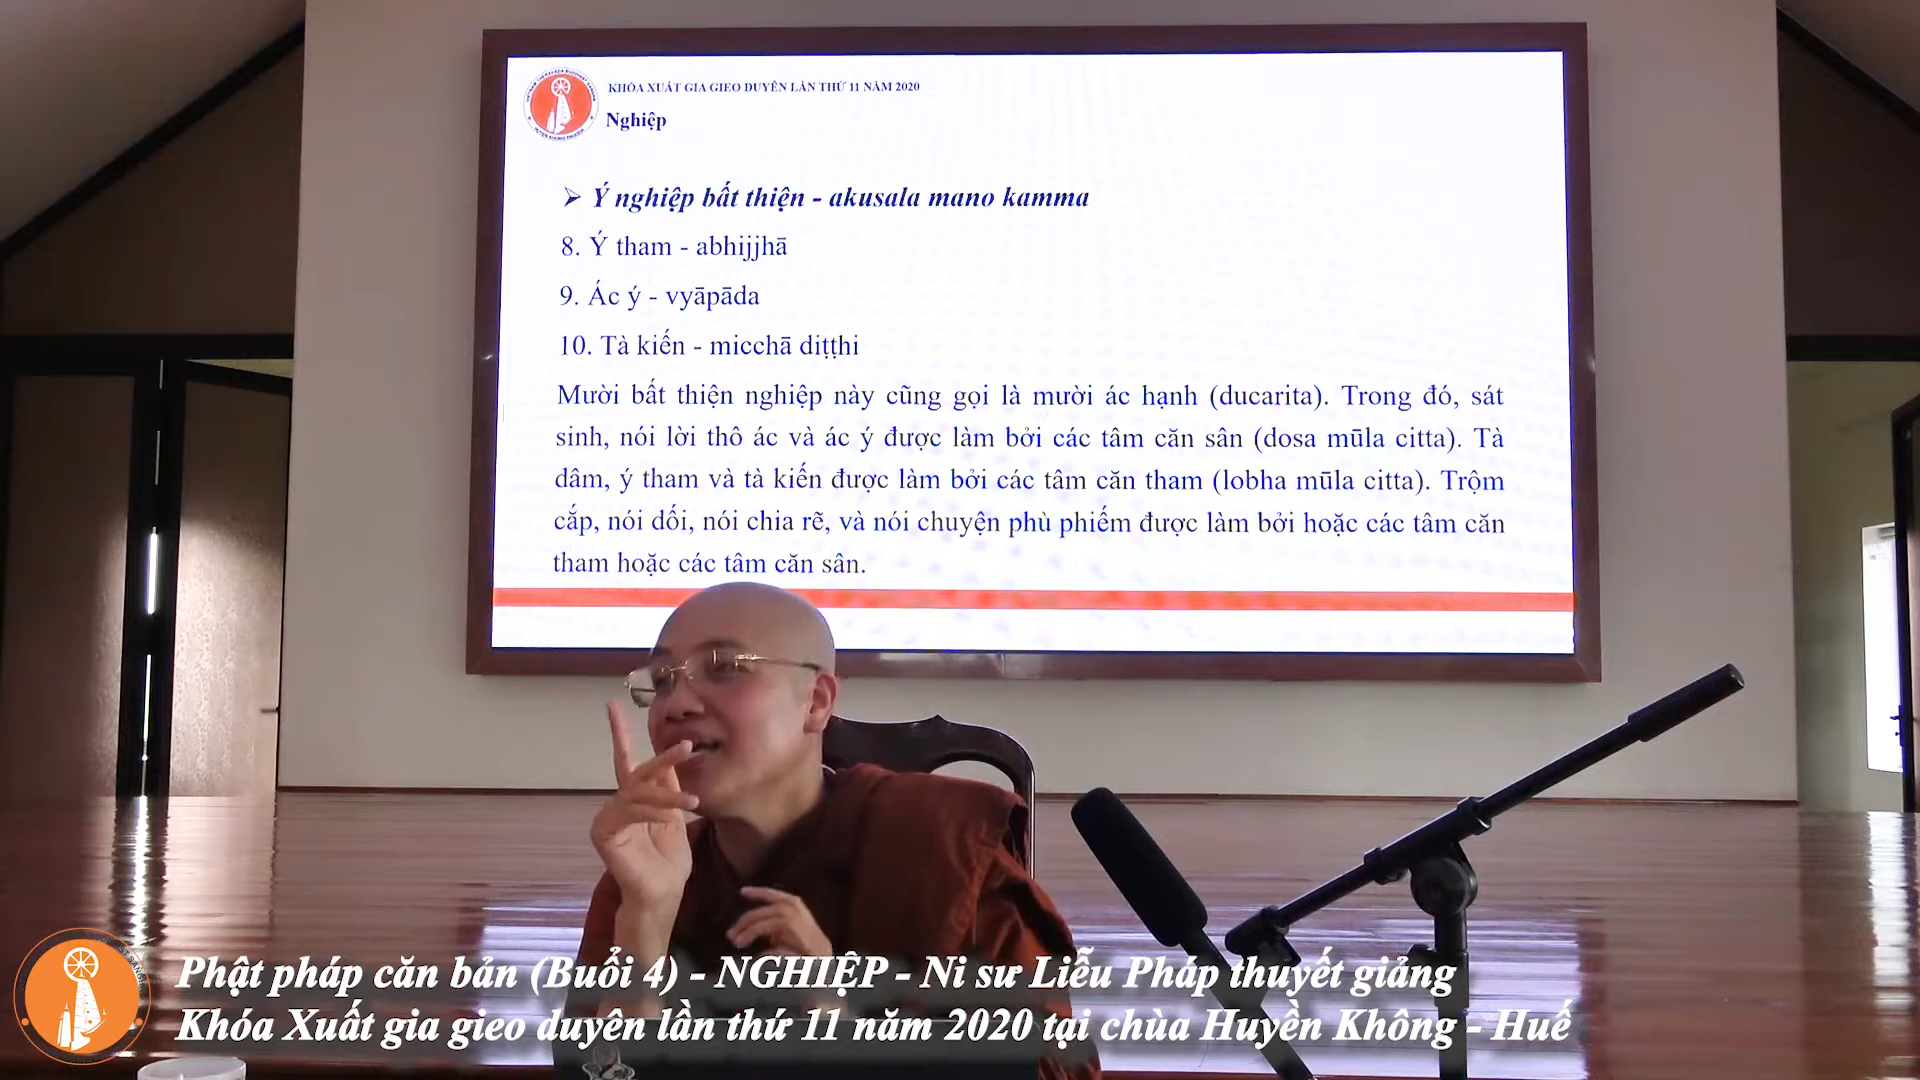 KHÓA XUẤT GIA GIEO DUYÊN LẦN THỨ 11 NĂM 2020
Nghiệp
➢ Ý nghiệp bất thiện - akusala mano kamma
8. Ý tham - abhijjhā
9. Ác ý - vyāpāda
10. Tà kiến - micchā diṭṭhi
Mười bất thiện nghiệp này cũng gọi là mười ác hạnh (ducarita). Trong đó, sát
sinh, nói lời thô ác và ác ý được làm bởi các tâm căn sân (dosa mūla citta). Tà
dâm, ý tham và tà kiến được làm bởi các tâm căn tham (lobha mūla citta). Trộm
cắp, nói dối, nói chia rẽ, và nói chuyện phù phiếm được làm bởi hoặc các tâm căn
tham hoặc các tâm căn sân.
Phật pháp căn bản (Buổi 4) - NGHIỆP - Ni sư Liễu Pháp thuyết giảng
Khóa Xuất gia gieo duyên lần thứ 11 năm 2020 tại chùa Huyền Không - Huế